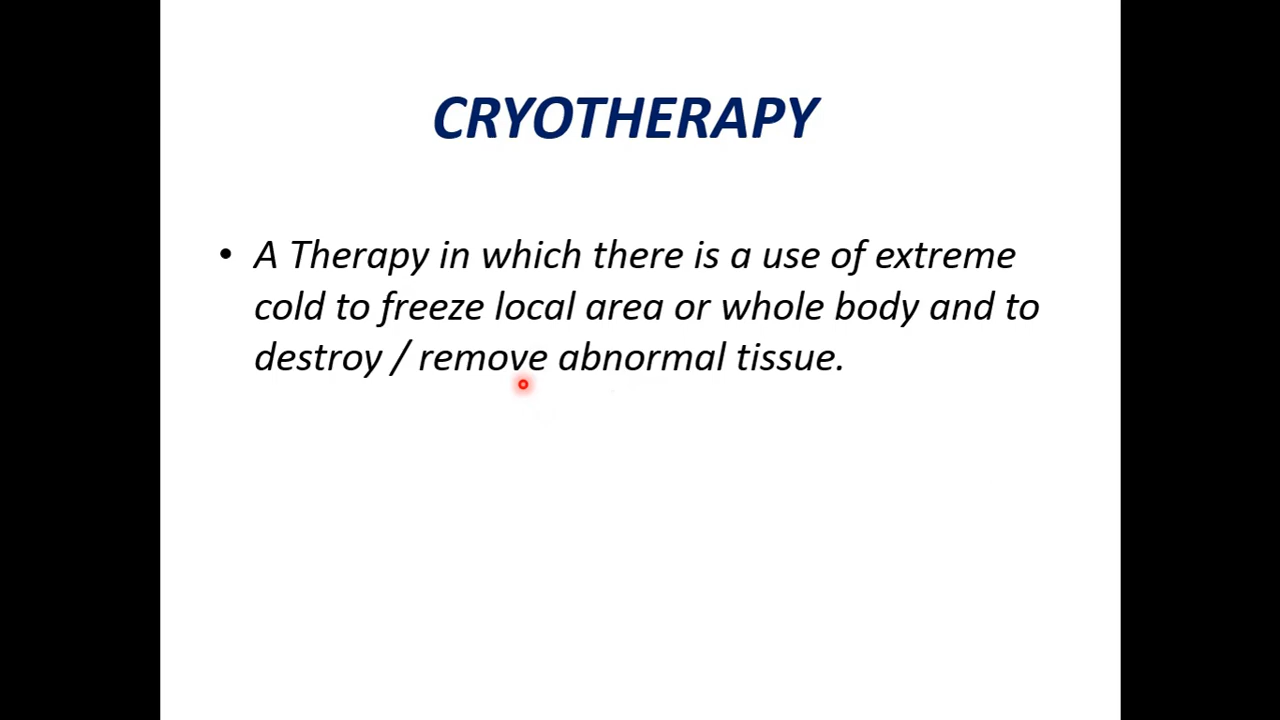 CRYOTHERAPY
• A Therapy in which there is a use of extreme
cold to freeze local area or whole body and to
destroy / remove abnormal tissue.